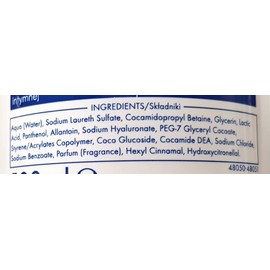 intymnej
INGREDIENTS/Składniki
Aqua (Water), Sodium Laureth Sulfate, Cocamidopropyl Betaine, Glycerin, Lactic
Acid, Panthenol, Allantoin, Sodium Hyaluronate, PEG-7 Glyceryl Cocoate,
Styrene/Acrylates Copolymer, Coco Glucoside, Cocamide DEA, Sodium Chloride,
Sodium Benzoate, Parfum (Fragrance), Hexyl Cinnamal, Hydroxycitronellal.